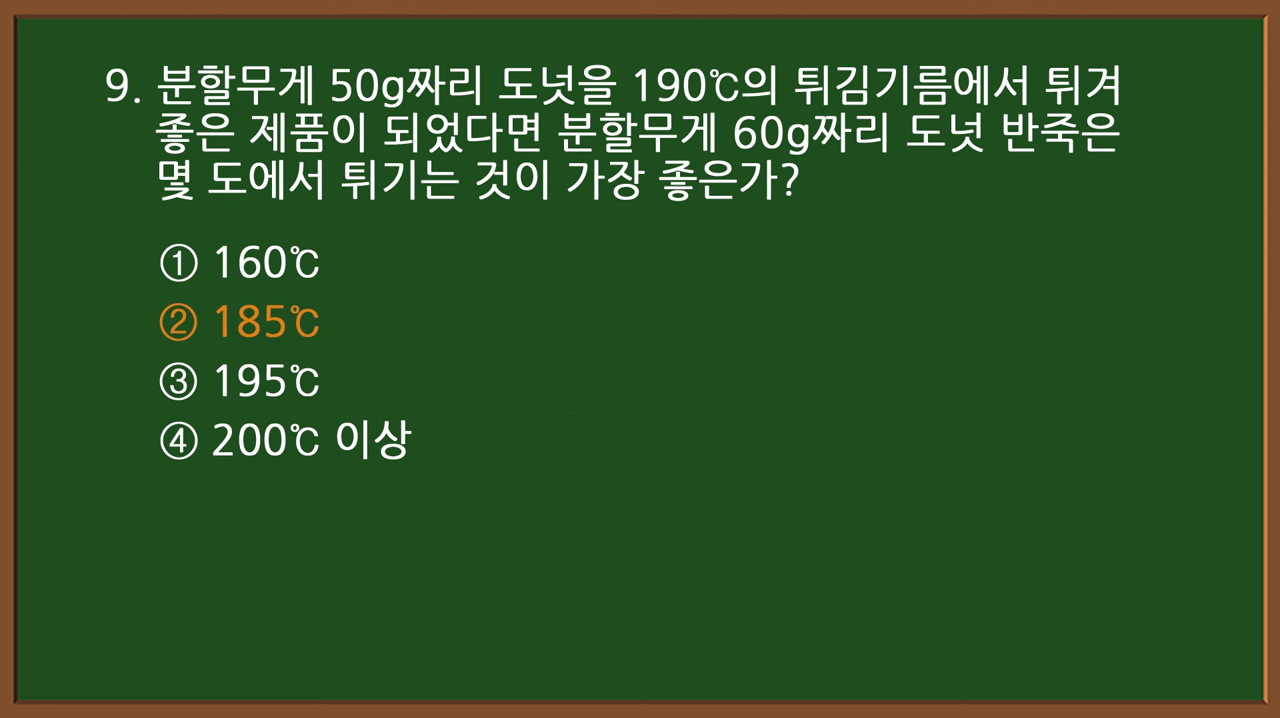 9. 분할무게 50g짜리 도넛을 190℃의 튀김기름에서 튀겨
좋은 제품이 되었다면 분할무게 60g짜리 도넛 반죽은
몇 도에서 튀기는 것이 가장 좋은가?
① 160℃
② 185℃
③ 195℃
④ 200℃ 이상